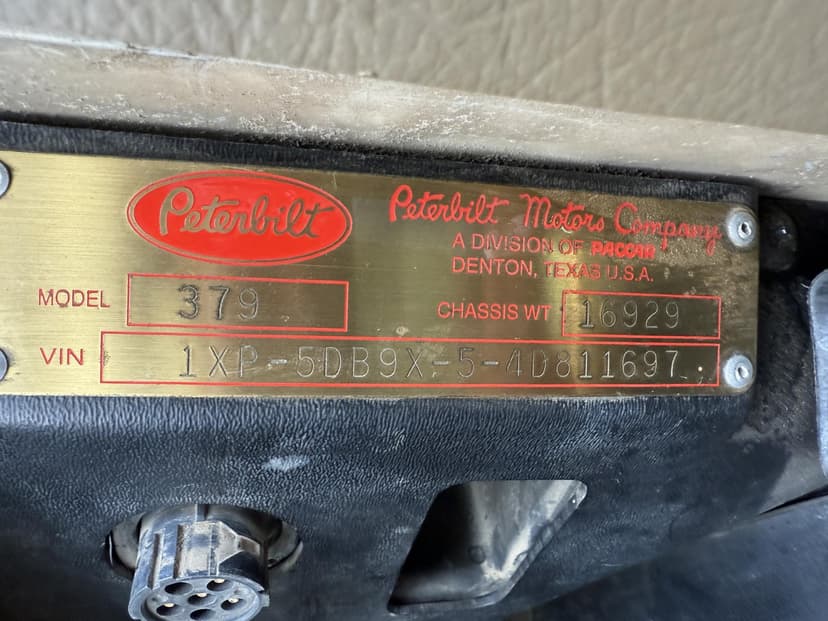 Peterbilt
Peterbilt Motors Company
A DIVISION OF PACCAR
DENTON, TEXAS U.S.A.
MODEL 379
CHASSIS WT 16929
VIN 1XP-5DB9X-5-4D811697